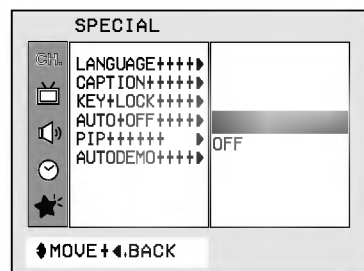 SPECIAL
CH.
LANGUAGE++++▶
CAPTION+++++▶
KEY+LOCK++++▶
AUTO+OFF++++▶
PIP++++++ ▶
OFF
AUTODEMO++++▶
♦MOVE+◀.BACK